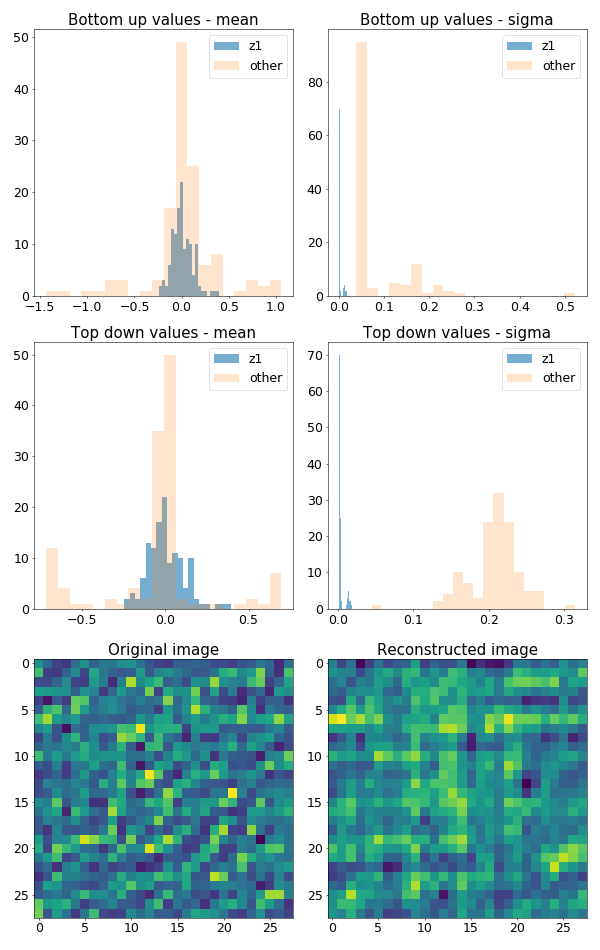 Bottom up values - mean
50
40
30
20
10
0
−1.5 −1.0 −0.5 0.0 0.5 1.0
z1
other
Bottom up values - sigma
80
60
40
20
0
0.0 0.1 0.2 0.3 0.4 0.5
z1
other
Top down values - mean
50
40
30
20
10
0
−0.5 0.0 0.5
z1
other
Top down values - sigma
70
60
50
40
30
20
10
0
0.0 0.1 0.2 0.3
z1
other
Original image
0
5
10
15
20
25
0 5 10 15 20 25
Reconstructed image
0
5
10
15
20
25
0 5 10 15 20 25